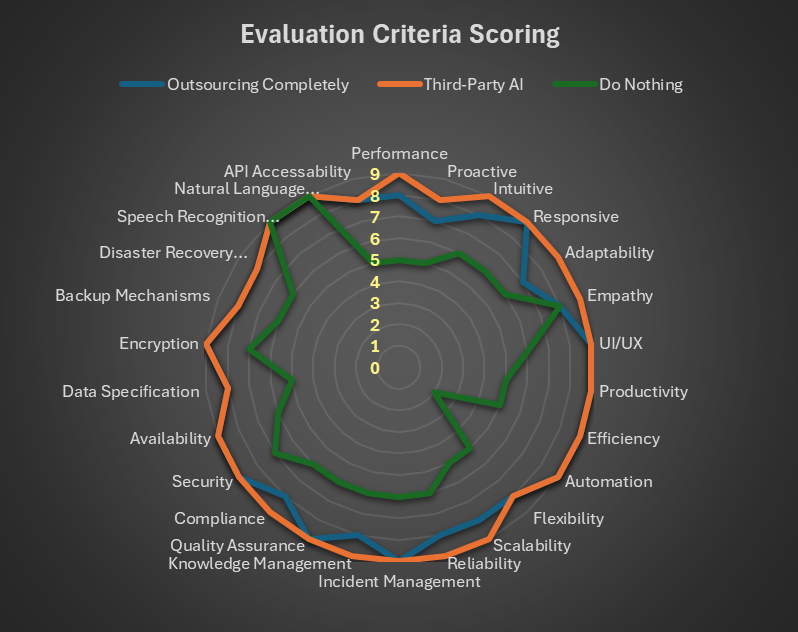 Evaluation Criteria Scoring
Outsourcing Completely
Third-Party AI
Do Nothing
Performance
Proactive
Intuitive
Responsive
Adaptability
Empathy
UI/UX
Productivity
Efficiency
Automation
Flexibility
Scalability
Reliability
Incident Management
Knowledge Management
Quality Assurance
Compliance
Security
Availability
Data Specification
Encryption
Backup Mechanisms
Disaster Recovery...
Speech Recognition...
Natural Language...
API Accessability
9
8
7
6
5
4
3
2
1
0